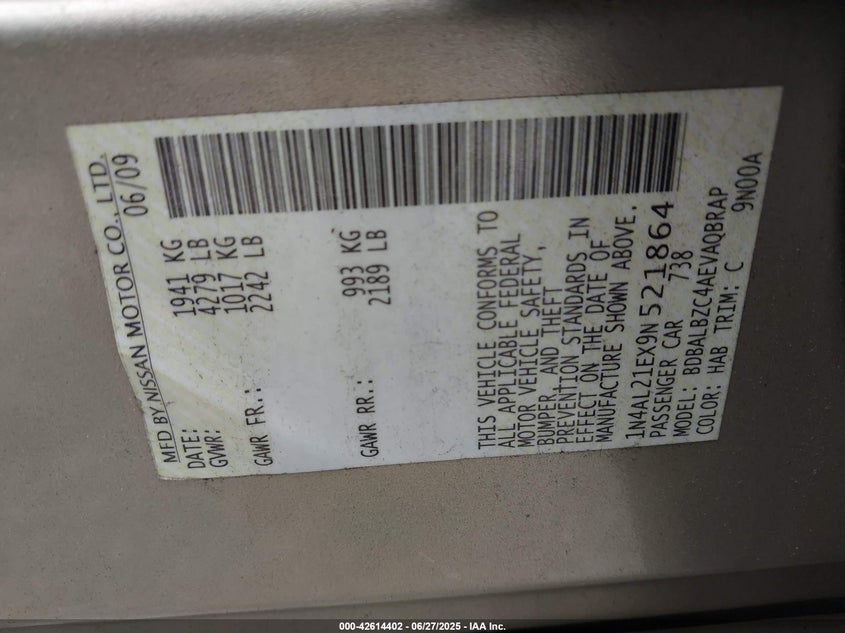 MFD BY NISSAN MOTOR CO., LTD.
DATE: 06/09
GVWR: 1941 KG
4279 LB
GAWR FR.: 1017 KG
2242 LB
GAWR RR.: 993 KG
2189 LB
THIS VEHICLE CONFORMS TO
ALL APPLICABLE FEDERAL
MOTOR VEHICLE SAFETY,
BUMPER, AND THEFT
PREVENTION STANDARDS IN
EFFECT ON THE DATE OF
MANUFACTURE SHOWN ABOVE.
1N4AL21EX9N521864
PASSENGER CAR 738
MODEL: BDBALBZC4AEVAQBRAP
COLOR: HAB TRIM: C 9N00A
000-42614402 - 06/27/2025 - IAA Inc.